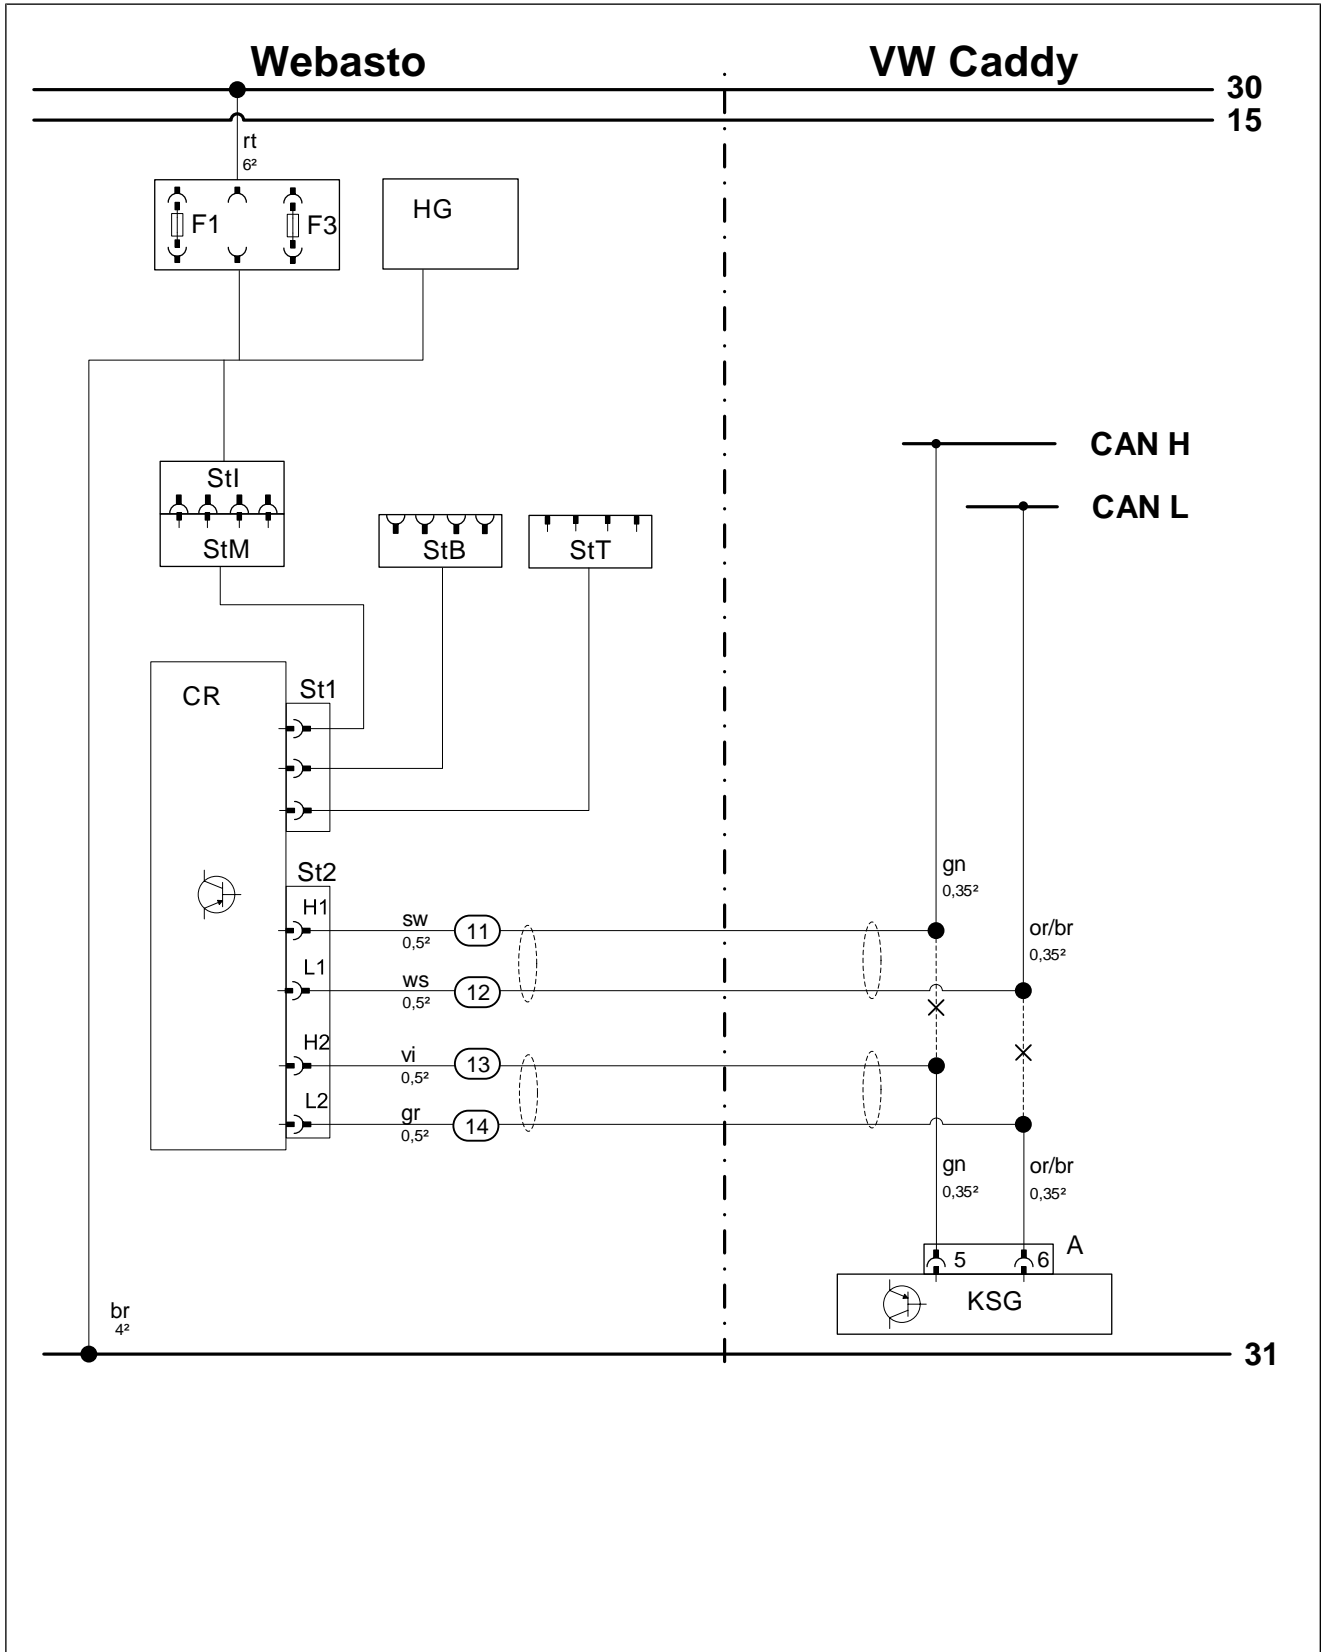 Webasto
VW Caddy
30
15
rt
6²
F1
F3
HG
CAN H
StI
CAN L
StM
StB
StT
CR
St1
gn
0,35²
St2
H1
sw
0,5²
11
or/br
0,35²
L1
ws
0,5²
12
H2
vi
0,5²
13
L2
gr
0,5²
14
gn
0,35²
or/br
0,35²
A
5
6
KSG
br
4²
31